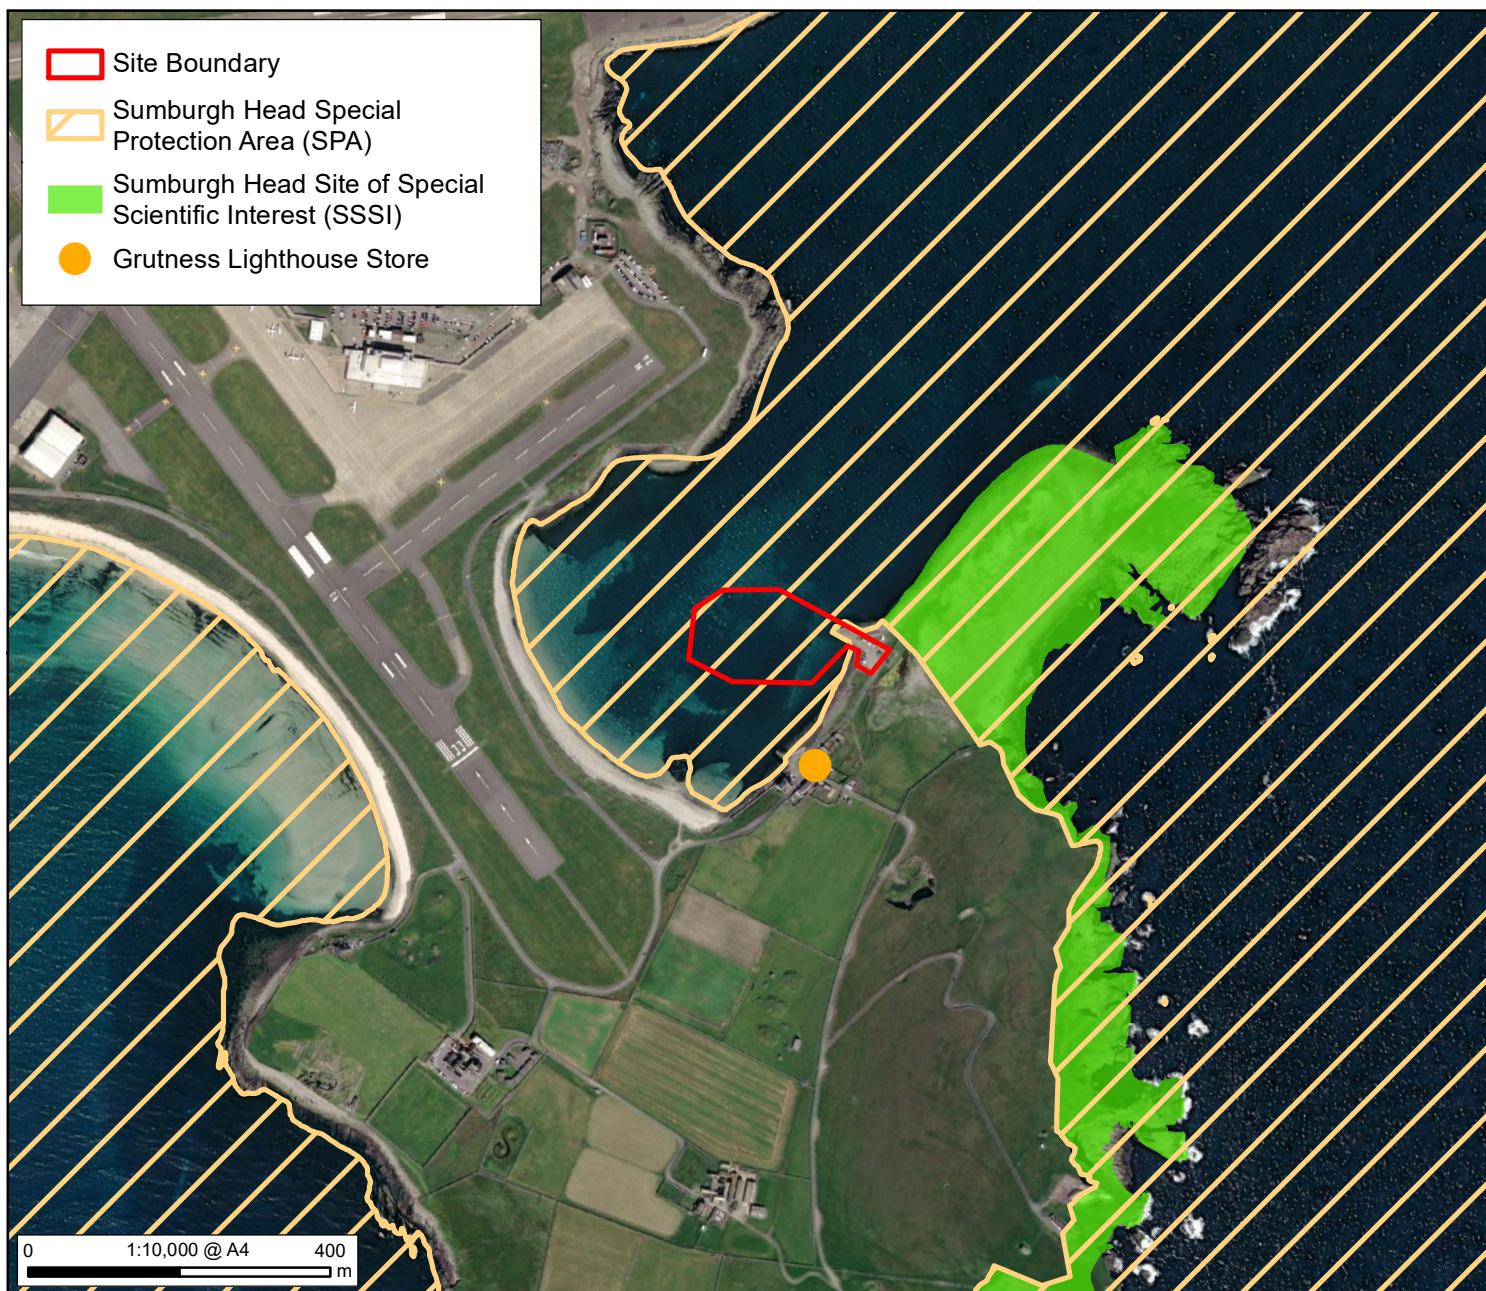 Site Boundary
Sumburgh Head Special
Protection Area (SPA)
Sumburgh Head Site of Special
Scientific Interest (SSSI)
Grutness Lighthouse Store
33
0 1:10,000 @ A4 400
m